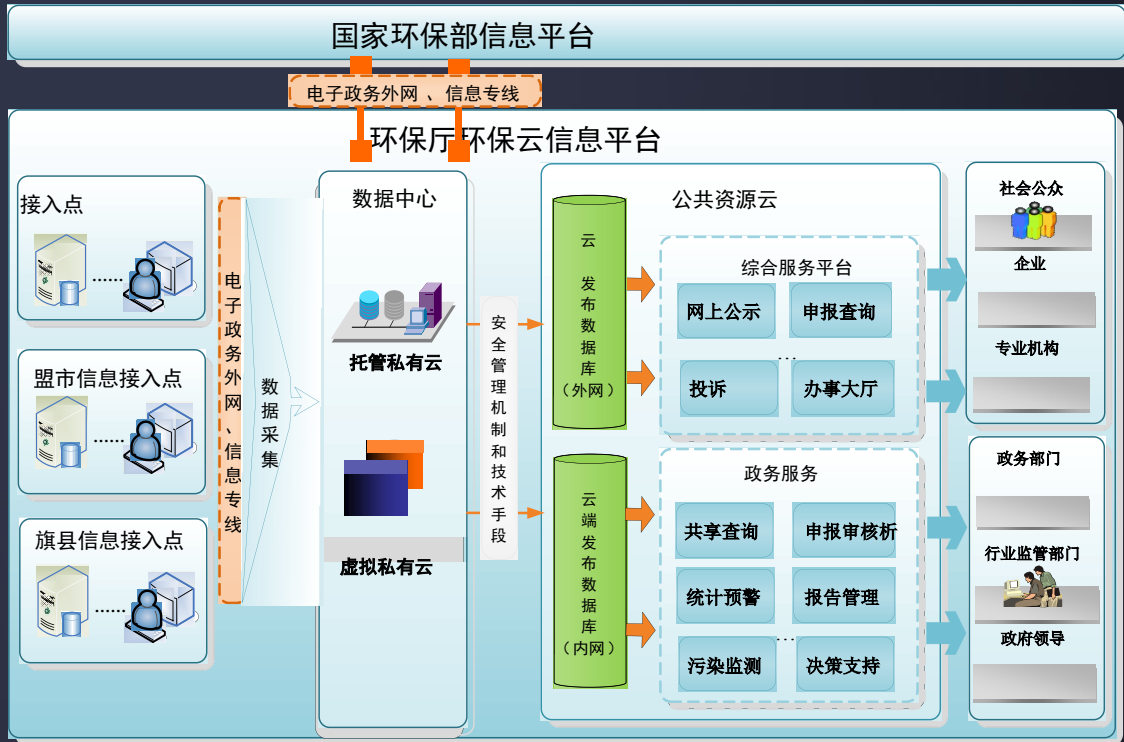 国家环保部信息平台
电子政务外网 、信息专线
环保厅环保云信息平台
接入点
……
盟市信息接入点
……
旗县信息接入点
……
电子政务外网、信息专线
数据采集
数据中心
托管私有云
虚拟私有云
安全管理机制和技术手段
公共资源云
云 发布数据库（外网）
综合服务平台
网上公示
申报查询
…
投诉
办事大厅
云端发布数据库（内网）
政务服务
共享查询
申报审核析
统计预警
报告管理
…
污染监测
决策支持
社会公众
企业
专业机构
政务部门
行业监管部门
政府领导